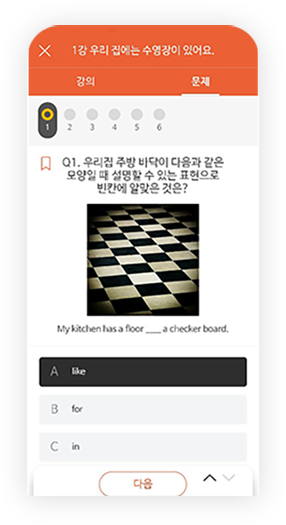 1강 우리 집에는 수영장이 있어요.
강의 문제
1 2 3 4 5 6
Q1. 우리집 주방 바닥이 다음과 같은
모양일 때 설명할 수 있는 표현으로
빈칸에 알맞은 것은?
My kitchen has a floor ___ a checker board.
A like
B for
C in
다음